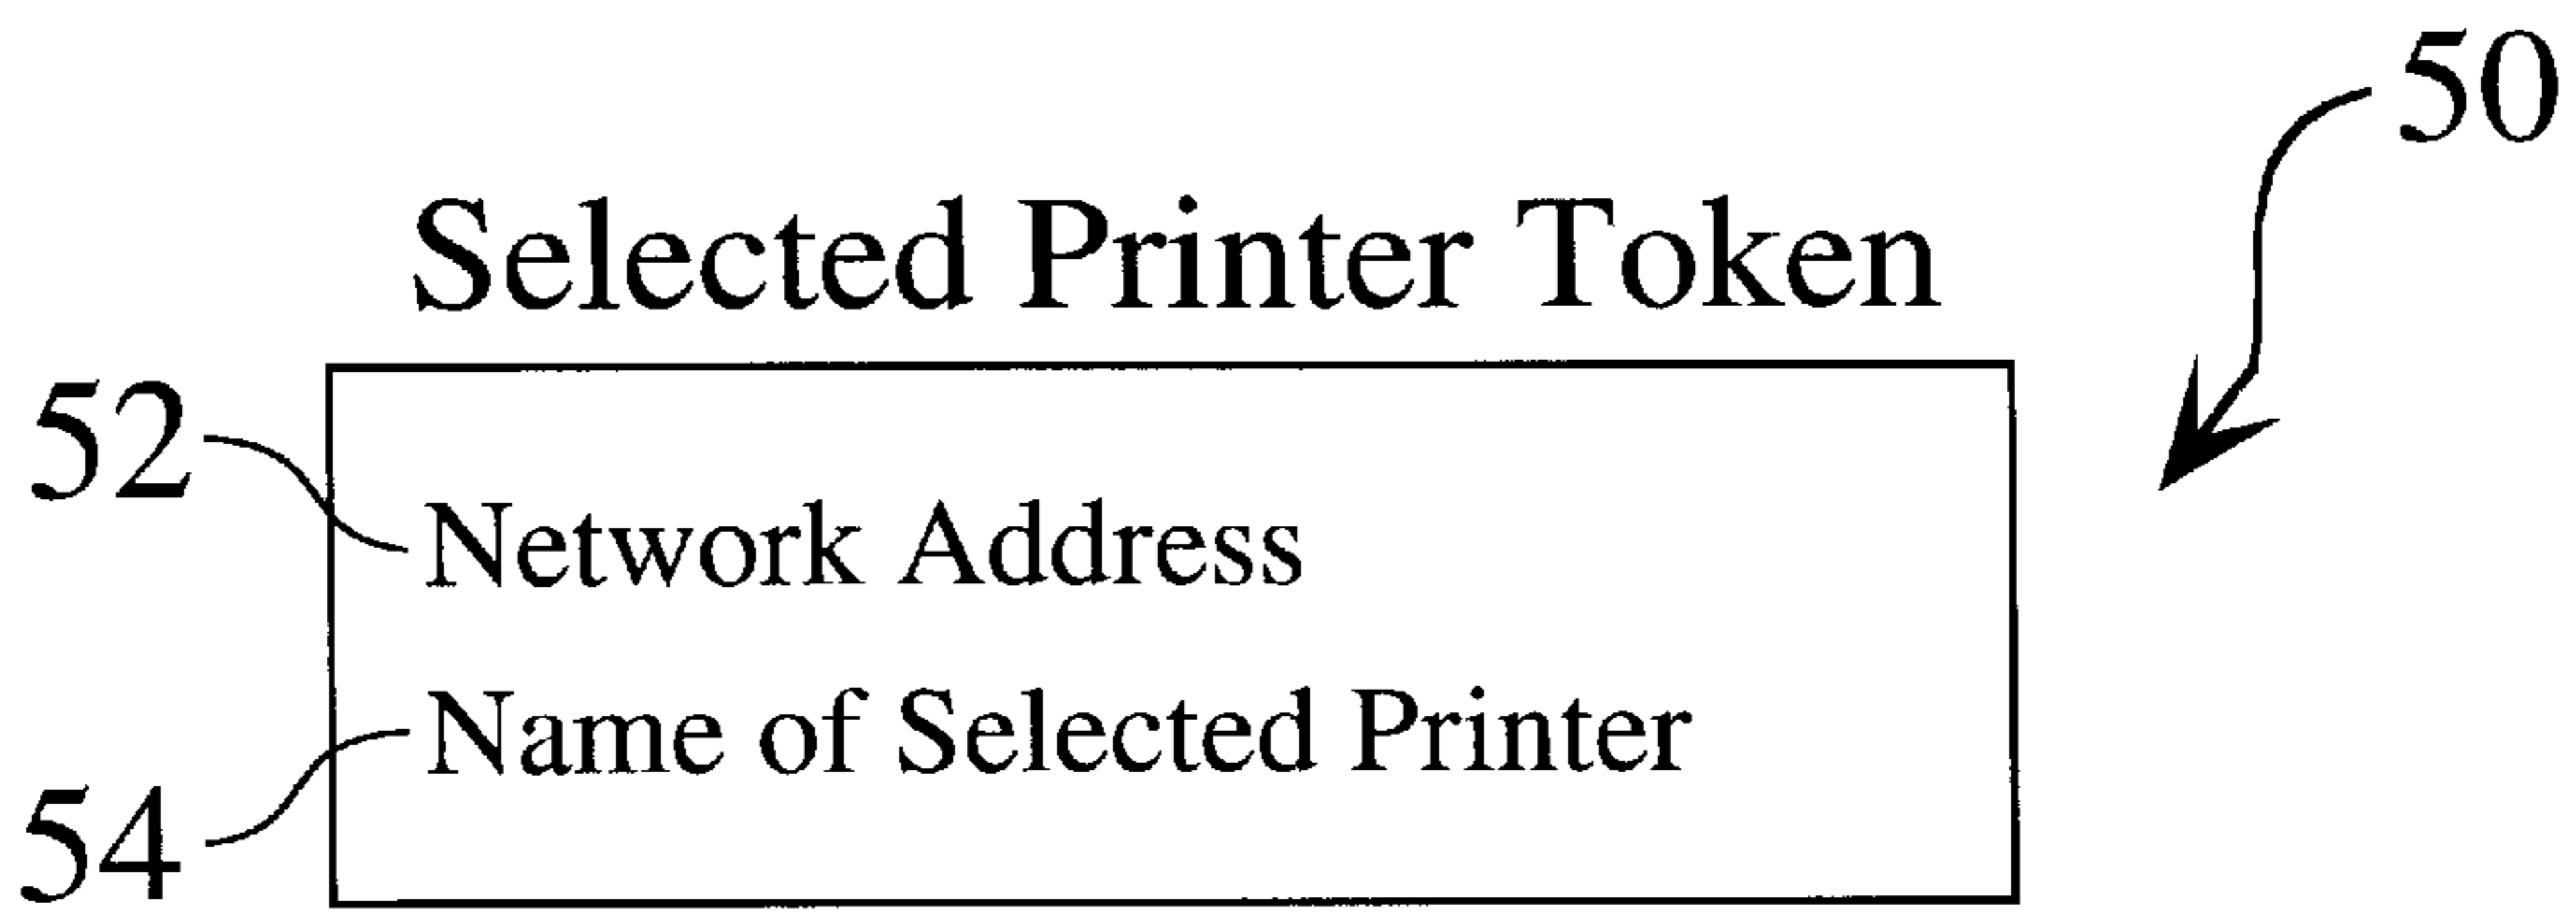 50
Selected Printer Token
52
Network Address
Name of Selected Printer
54